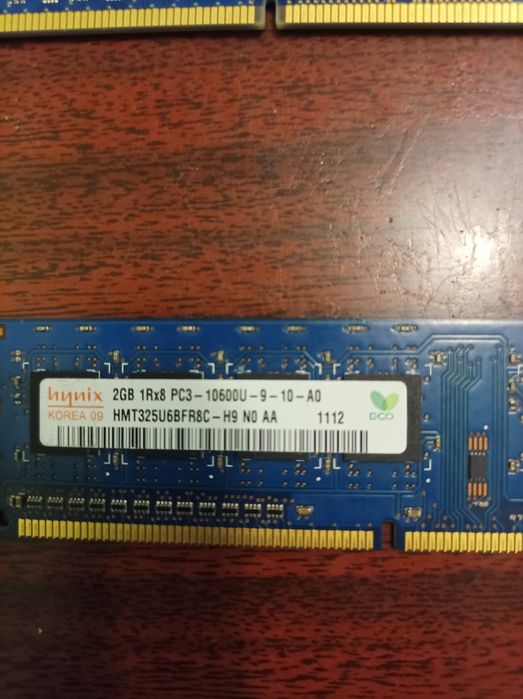 hynix
KOREA 09
2GB 1Rx8 PC3-10600U-9-10-A0
HMT325U6BFR8C-H9 N0 AA 1112
ECO